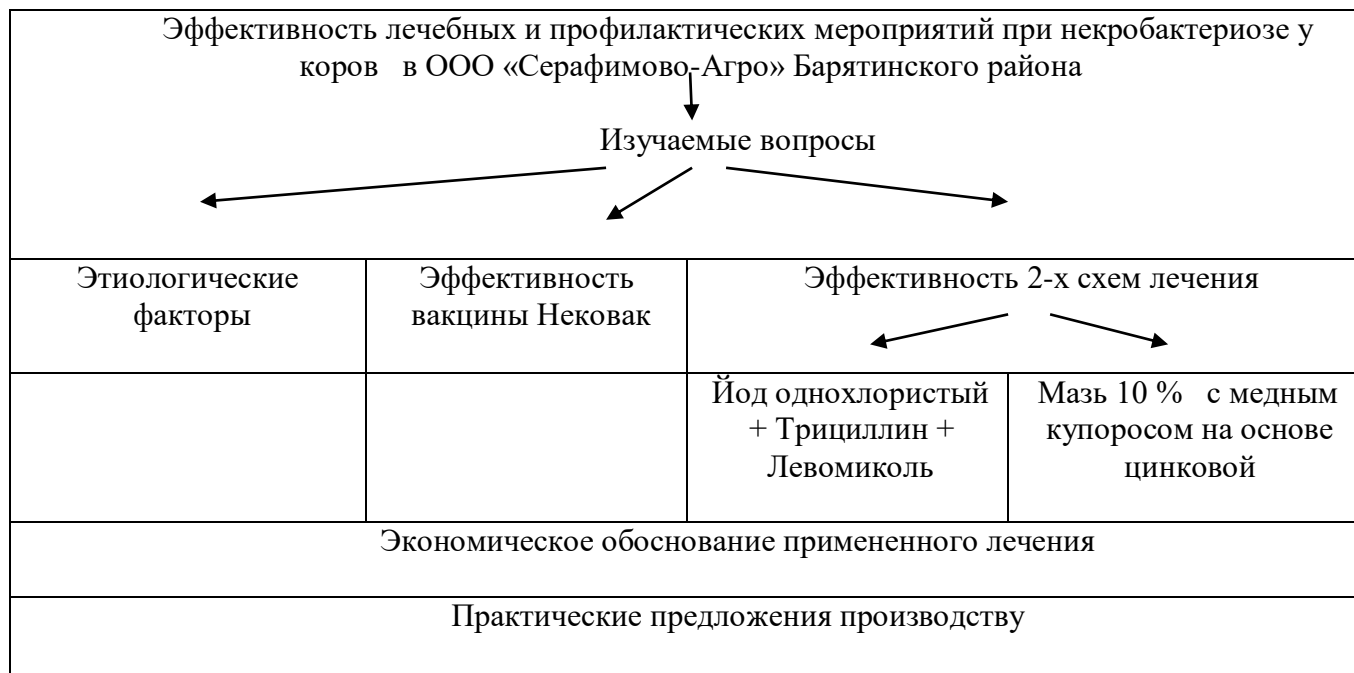 Эффективность лечебных и профилактических мероприятий при некробактериозе у
коров в ООО «Серафимово-Агро» Барятинского района
Изучаемые вопросы
Этиологические
факторы
Эффективность
вакцины Нековак
Эффективность 2-х схем лечения
Йод однохлористый
+ Трициллин +
Левомиколь
Мазь 10 % с медным
купоросом на основе
цинковой
Экономическое обоснование примененного лечения
Практические предложения производству